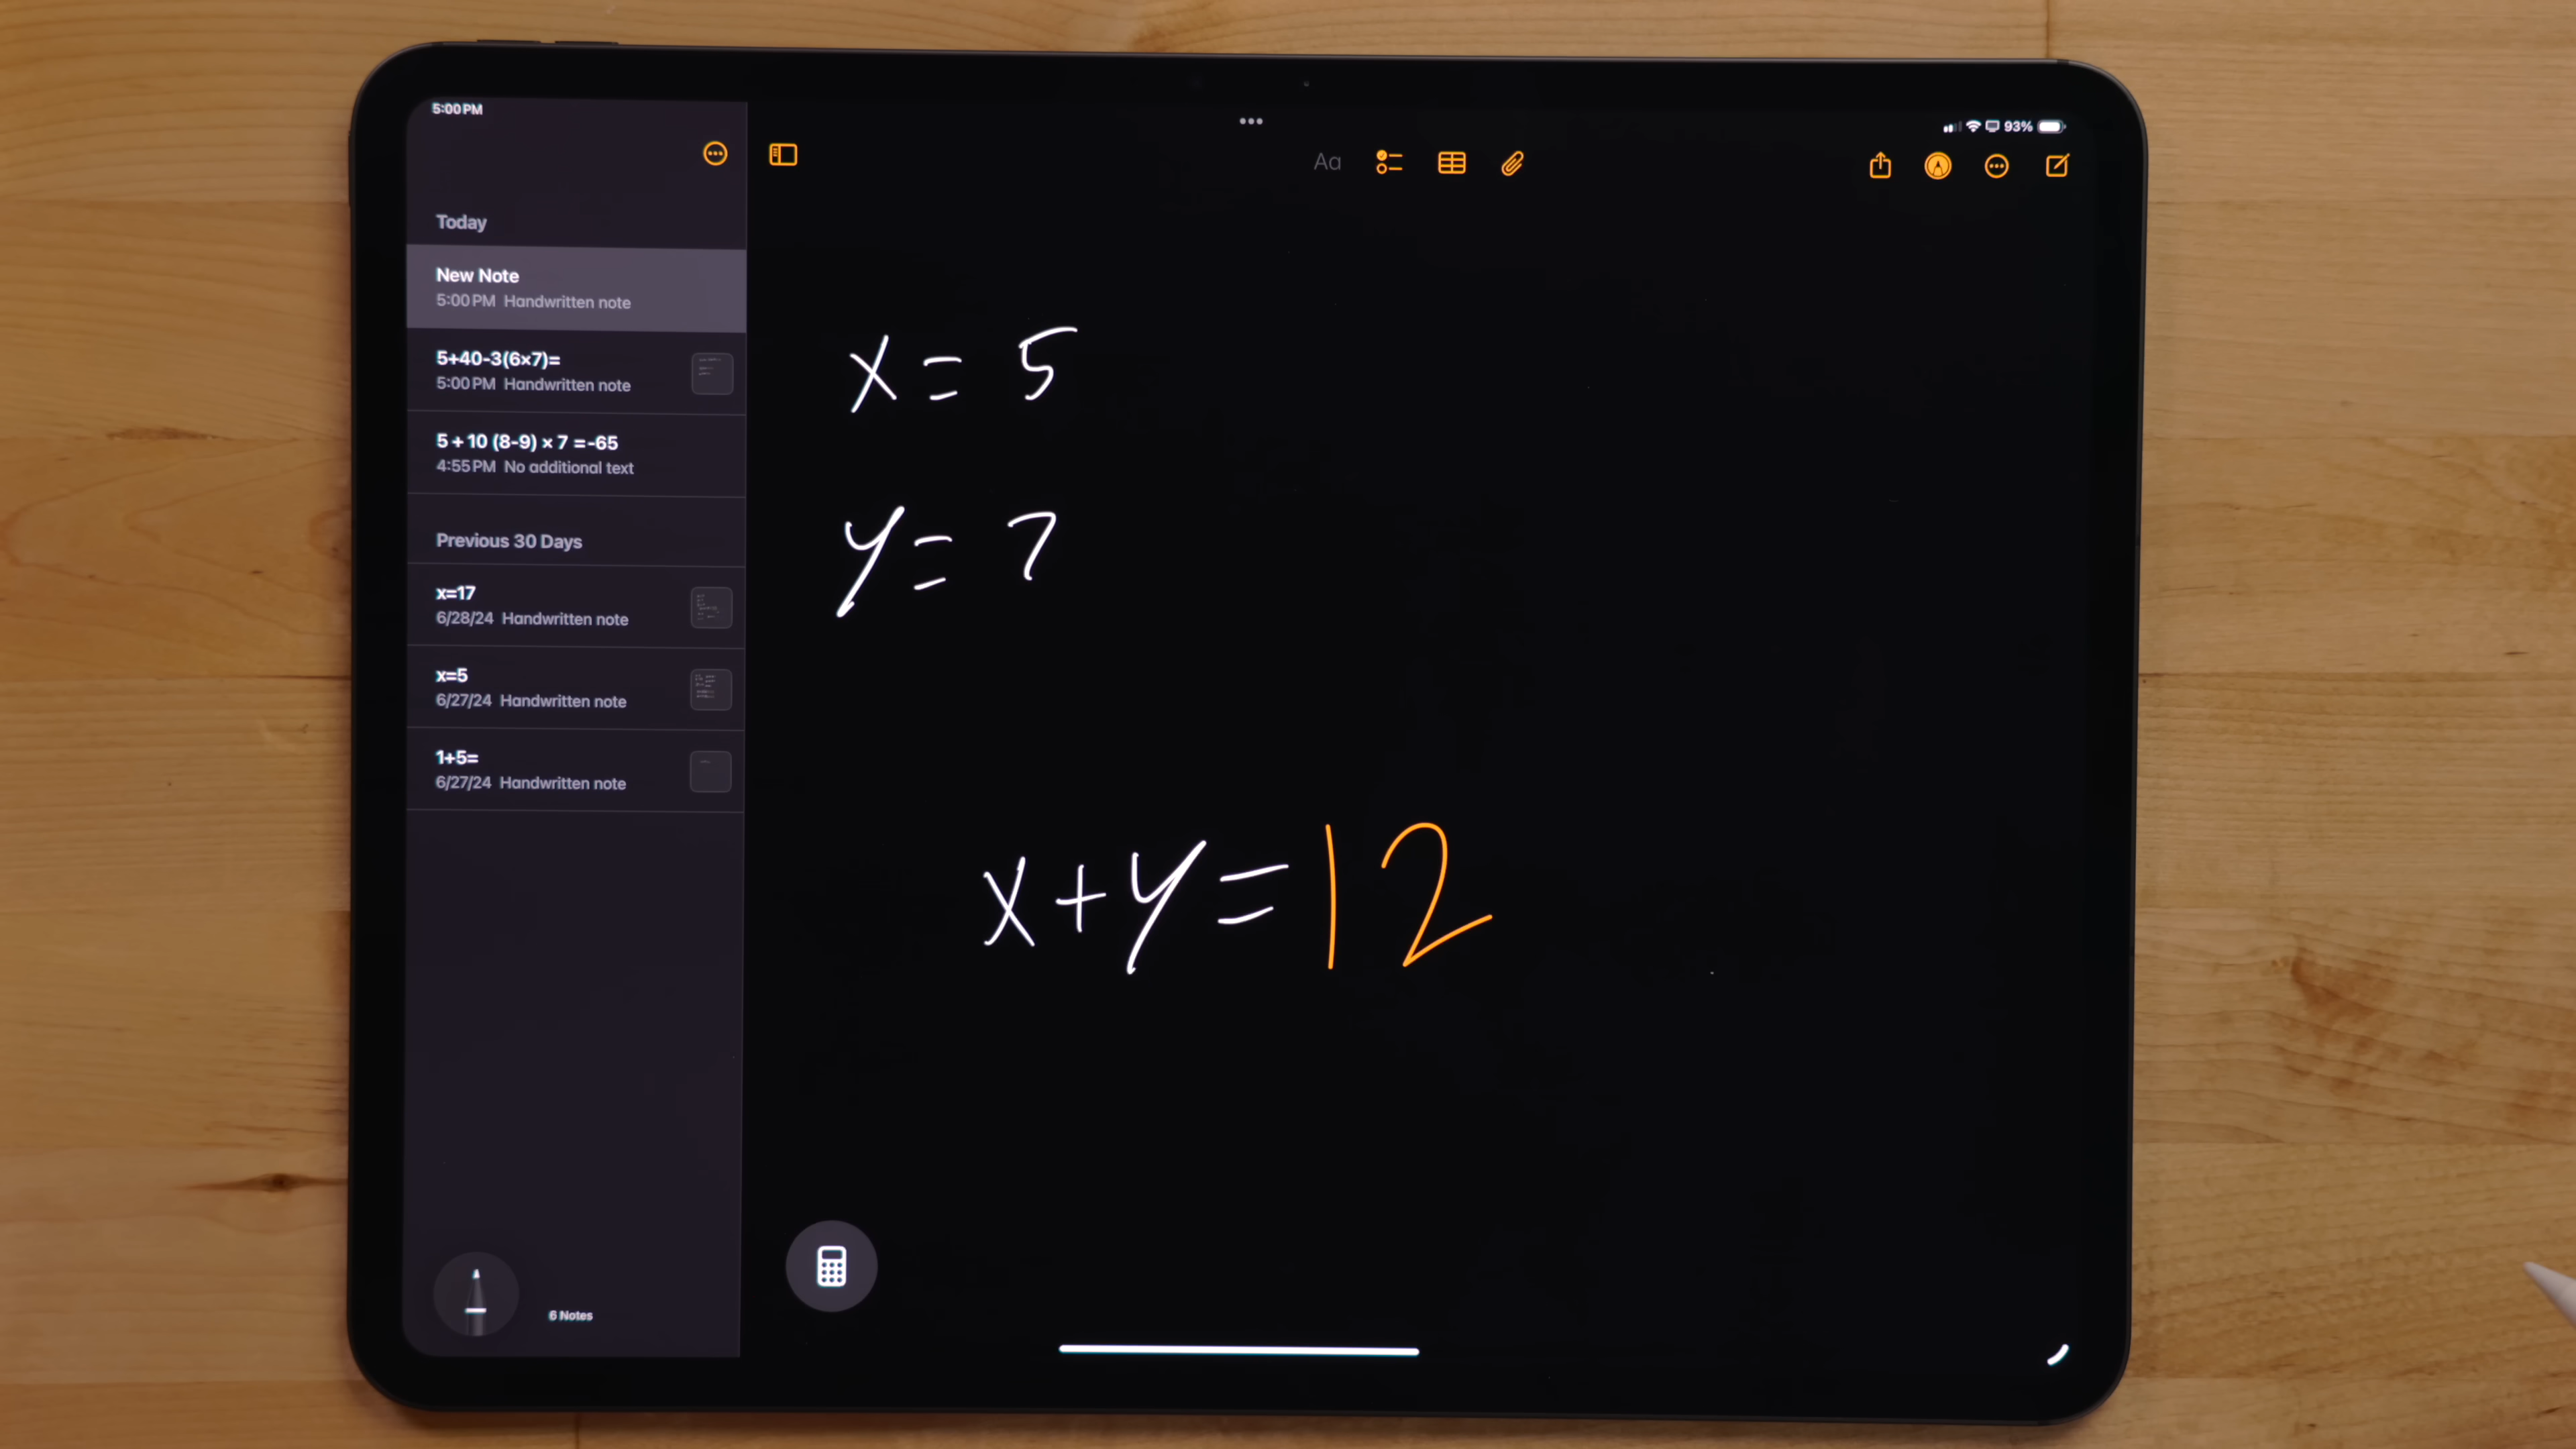 5:00 PM
93%
Aa
Today
New Note
5:00 PM Handwritten note
5+40-3(6×7)=
5:00 PM Handwritten note
5 + 10 (8-9) × 7 =-65
4:55 PM No additional text
Previous 30 Days
x=17
6/28/24 Handwritten note
x=5
6/27/24 Handwritten note
1+5=
6/27/24 Handwritten note
6 Notes
x = 5
y = 7
x+y=12